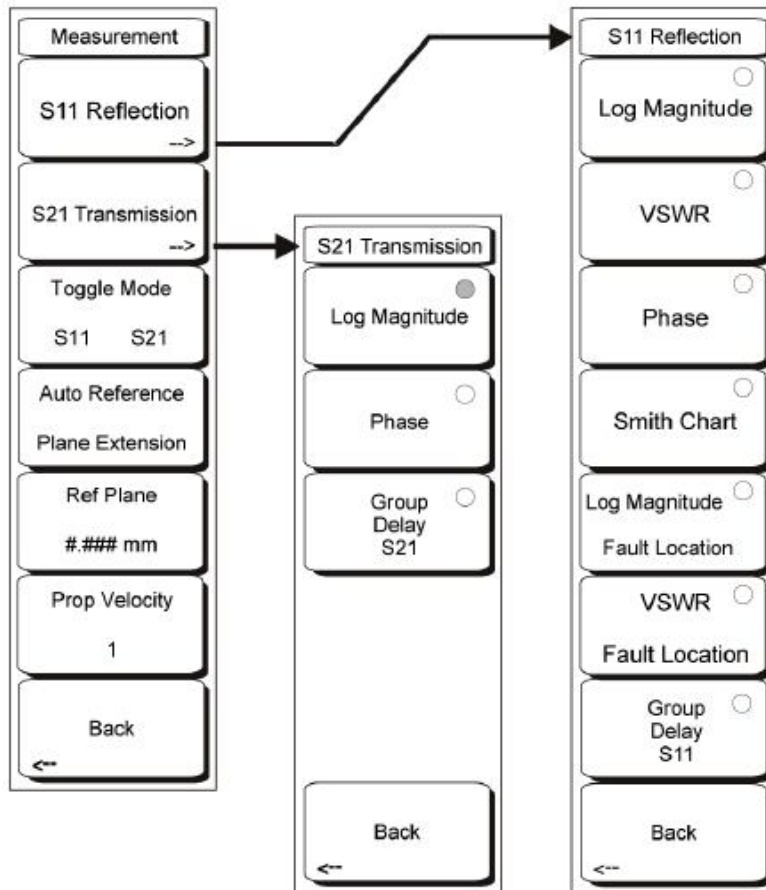 Measurement
S11 Reflection
-->
S21 Transmission
-->
Toggle Mode
S11 S21
Auto Reference
Plane Extension
Ref Plane
#.### mm
Prop Velocity
1
Back
<--
S21 Transmission
Log Magnitude
Phase
Group
Delay
S21
Back
<--
S11 Reflection
Log Magnitude
VSWR
Phase
Smith Chart
Log Magnitude
Fault Location
VSWR
Fault Location
Group
Delay
S11
Back
<--